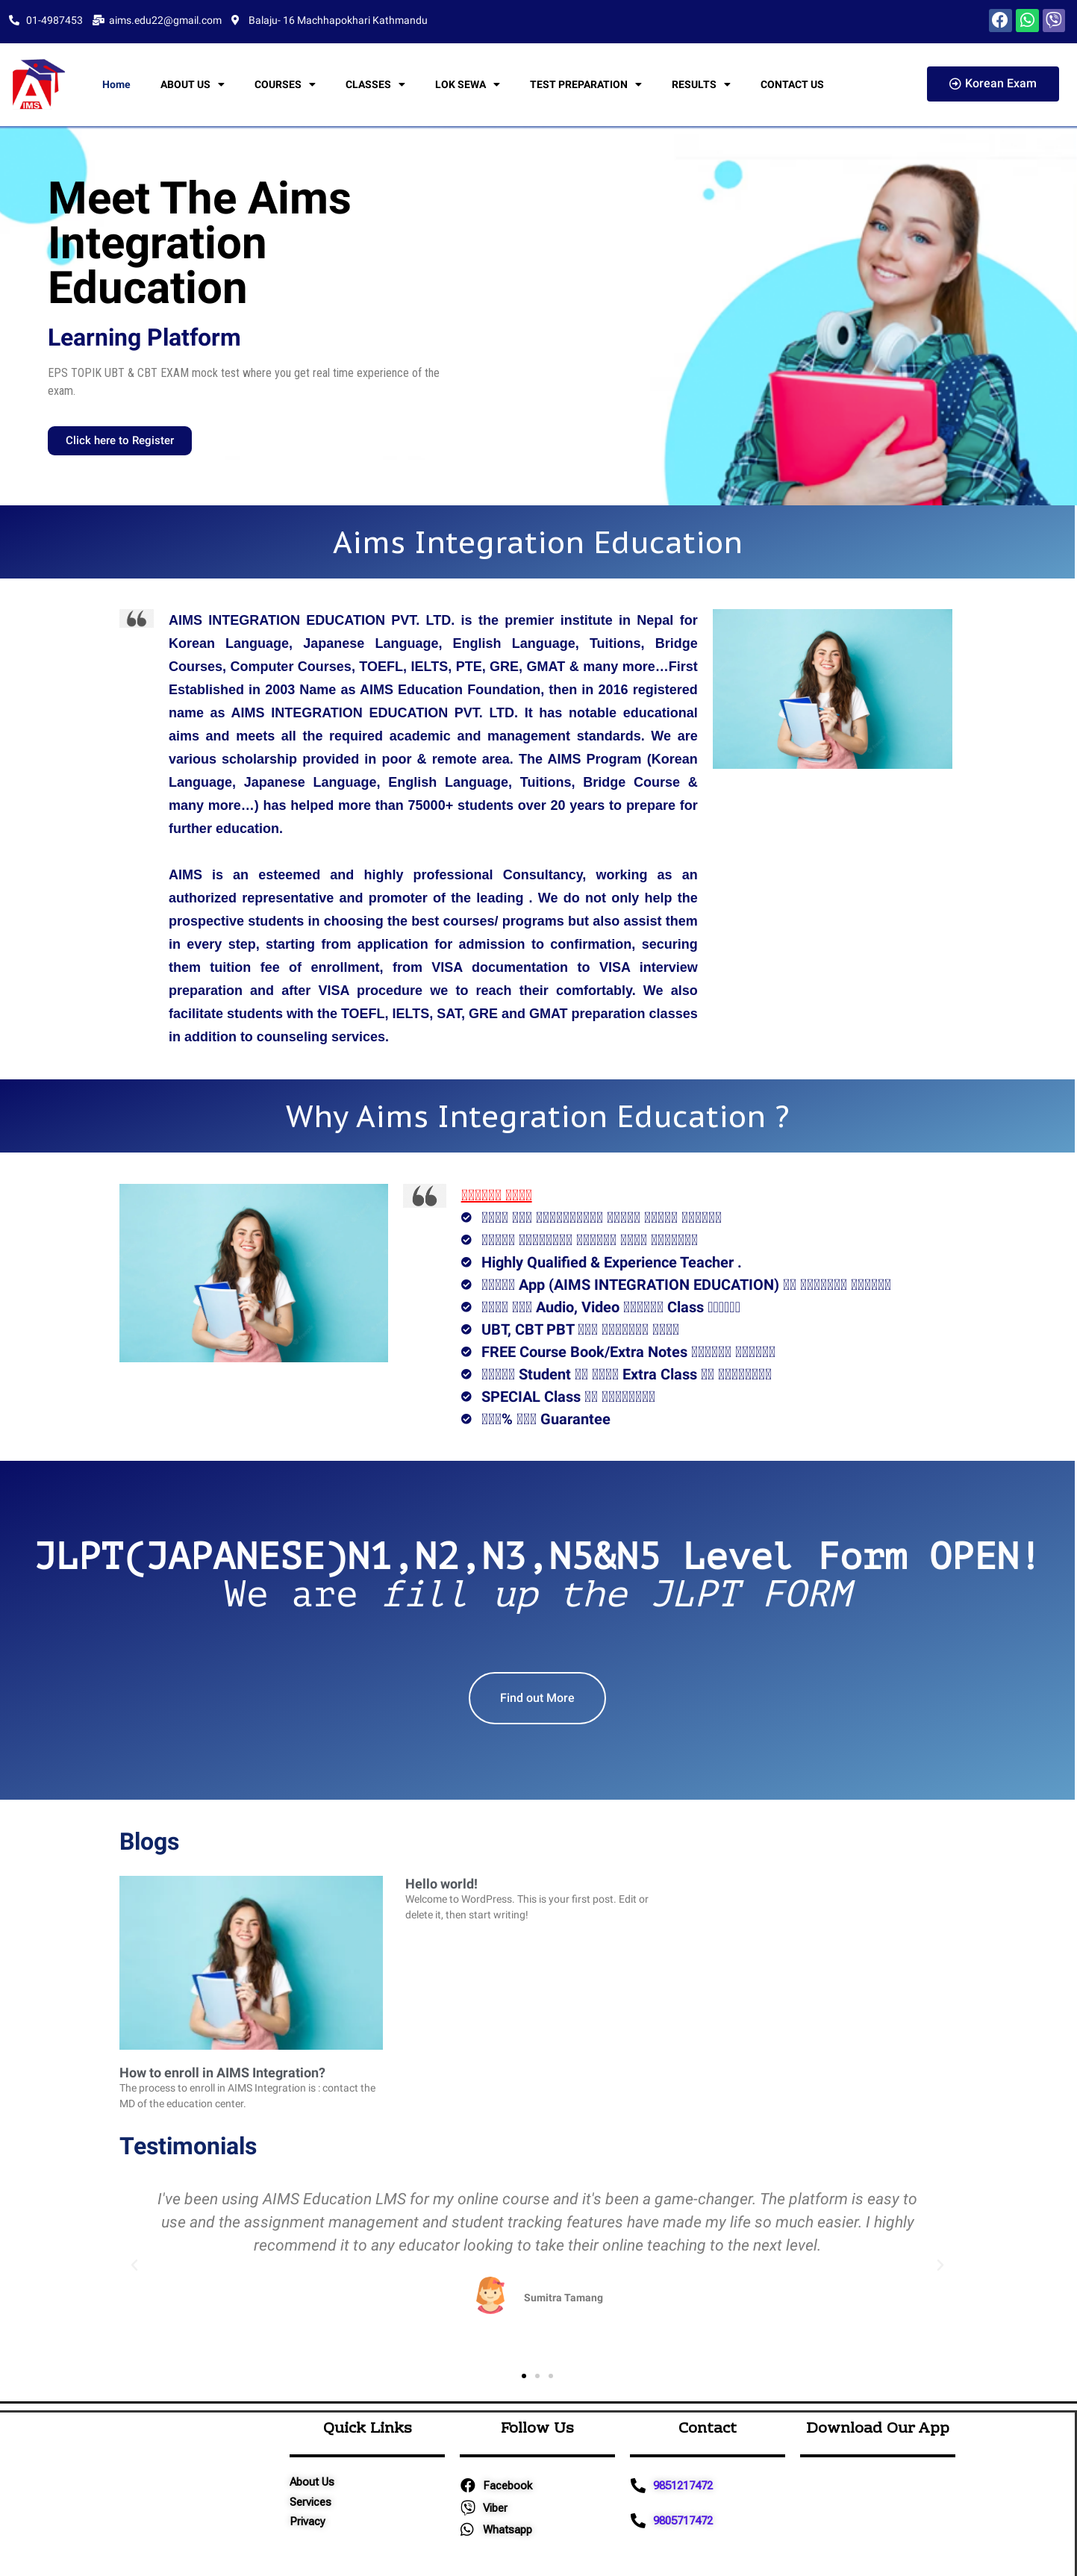 01-4987453 aims.edu22@gmail.com Balaju- 16 Machhapokhari Kathmandu
AIMS
Home ABOUT US COURSES CLASSES LOK SEWA TEST PREPARATION RESULTS CONTACT US
Korean Exam
Meet The Aims
Integration
Education
Learning Platform
EPS TOPIK UBT & CBT EXAM mock test where you get real time experience of the
exam.
Click here to Register
Aims Integration Education
AIMS INTEGRATION EDUCATION PVT. LTD. is the premier institute in Nepal for
Korean Language, Japanese Language, English Language, Tuitions, Bridge
Courses, Computer Courses, TOEFL, IELTS, PTE, GRE, GMAT & many more…First
Established in 2003 Name as AIMS Education Foundation, then in 2016 registered
name as AIMS INTEGRATION EDUCATION PVT. LTD. It has notable educational
aims and meets all the required academic and management standards. We are
various scholarship provided in poor & remote area. The AIMS Program (Korean
Language, Japanese Language, English Language, Tuitions, Bridge Course &
many more…) has helped more than 75000+ students over 20 years to prepare for
further education.
AIMS is an esteemed and highly professional Consultancy, working as an
authorized representative and promoter of the leading . We do not only help the
prospective students in choosing the best courses/ programs but also assist them
in every step, starting from application for admission to confirmation, securing
them tuition fee of enrollment, from VISA documentation to VISA interview
preparation and after VISA procedure we to reach their comfortably. We also
facilitate students with the TOEFL, IELTS, SAT, GRE and GMAT preparation classes
in addition to counseling services.
Why Aims Integration Education ?
Highly Qualified & Experience Teacher .
App (AIMS INTEGRATION EDUCATION)
Audio, Video Class
UBT, CBT PBT
FREE Course Book/Extra Notes
Student Extra Class
SPECIAL Class
% Guarantee
JLPT(JAPANESE)N1,N2,N3,N5&N5 Level Form OPEN!
We are fill up the JLPT FORM
Find out More
Blogs
Hello world!
Welcome to WordPress. This is your first post. Edit or
delete it, then start writing!
How to enroll in AIMS Integration?
The process to enroll in AIMS Integration is : contact the
MD of the education center.
Testimonials
I've been using AIMS Education LMS for my online course and it's been a game-changer. The platform is easy to
use and the assignment management and student tracking features have made my life so much easier. I highly
recommend it to any educator looking to take their online teaching to the next level.
Sumitra Tamang
Quick Links Follow Us Contact Download Our App
About Us
Services
Privacy
Facebook
Viber
Whatsapp
9851217472
9805717472